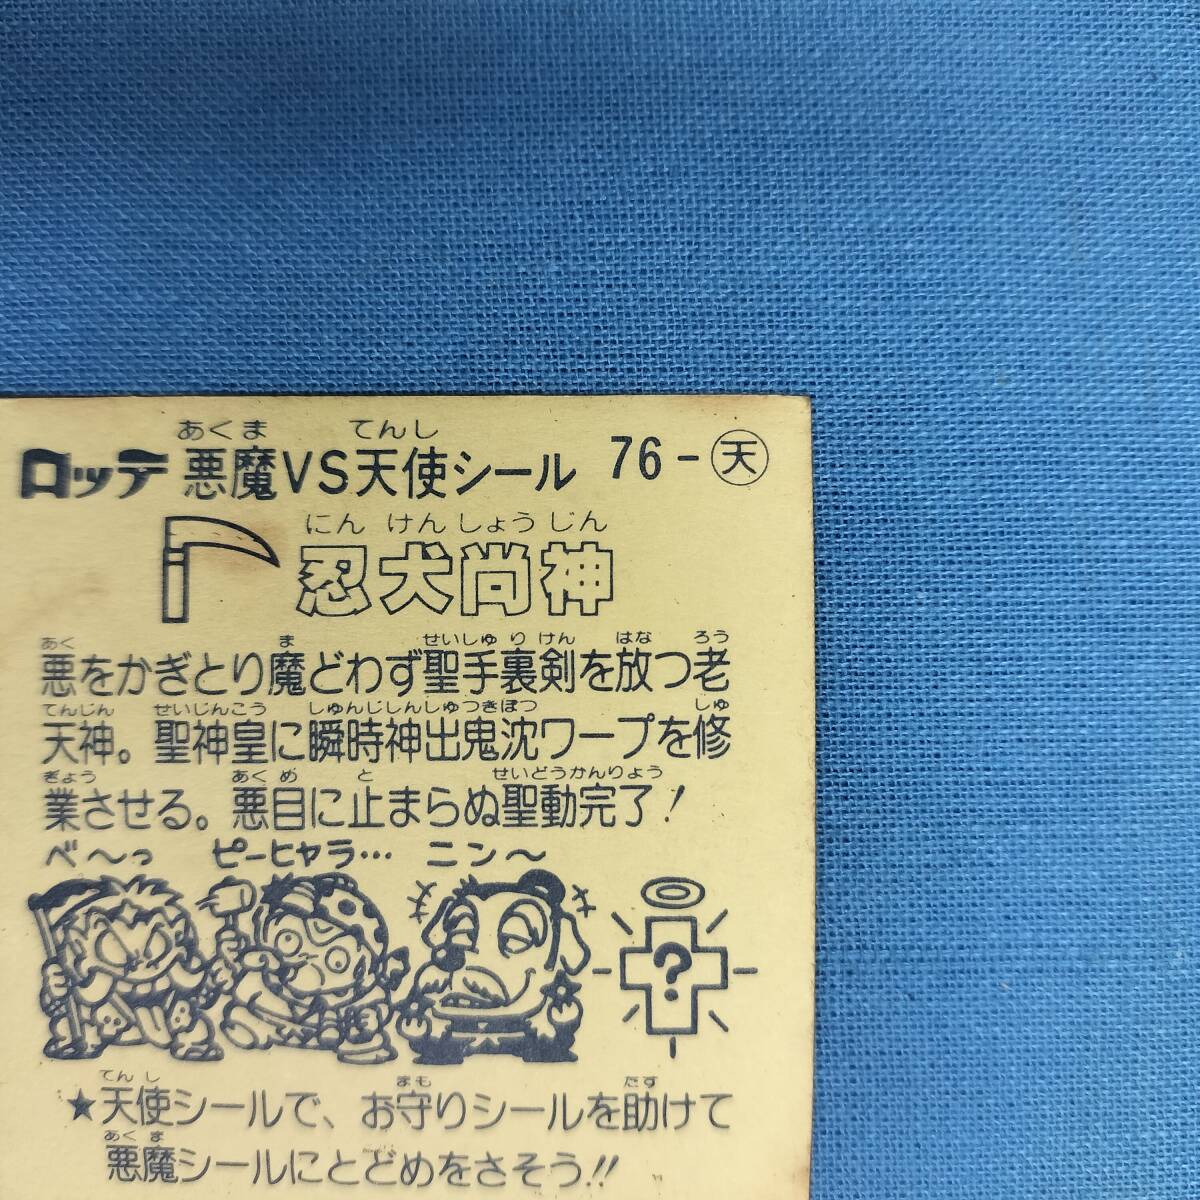 ロッテ 悪魔VS天使シール 76-天
あくま てんし
忍犬尚神
にん けん しょう じん
悪をかぎとり魔どわず聖手裏剣を放つ老
あく ま せいしゅ り けん はな ろう
天神。聖神皇に瞬時神出鬼沈ワープを修
てんじん せいじんこう しゅんじしんしゅつきぼつ しゅ
業させる。悪目に止まらぬ聖動完了!
ぎょう あく め と せいどうかんりょう
ベ〜っ ピーヒャラ… ニン〜
?
★天使シールで、お守りシールを助けて
てん し まも たす
悪魔シールにとどめをさそう!!
あく ま